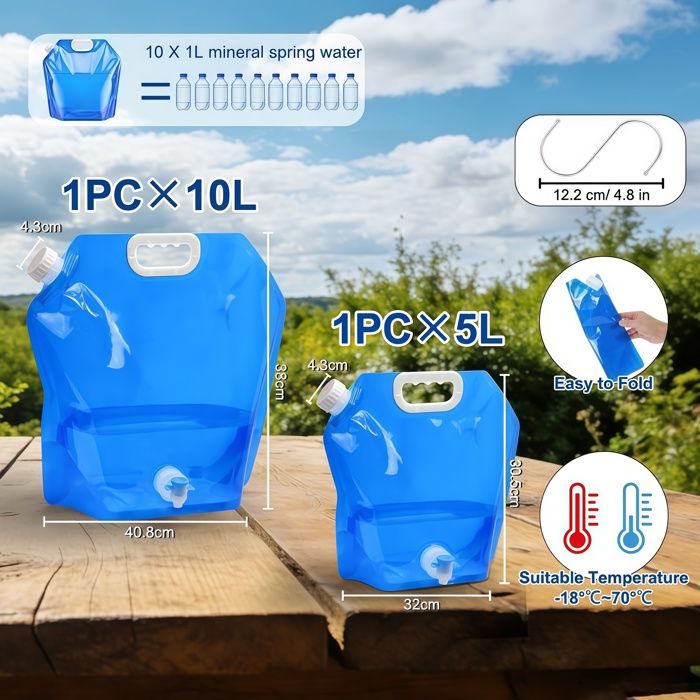 10 X 1L mineral spring water
=
12.2 cm/ 4.8 in
1PC×10L
4.3cm
38cm
40.8cm
1PC×5L
4.3cm
30.5cm
32cm
Easy to Fold
Suitable Temperature
-18°℃~70°℃